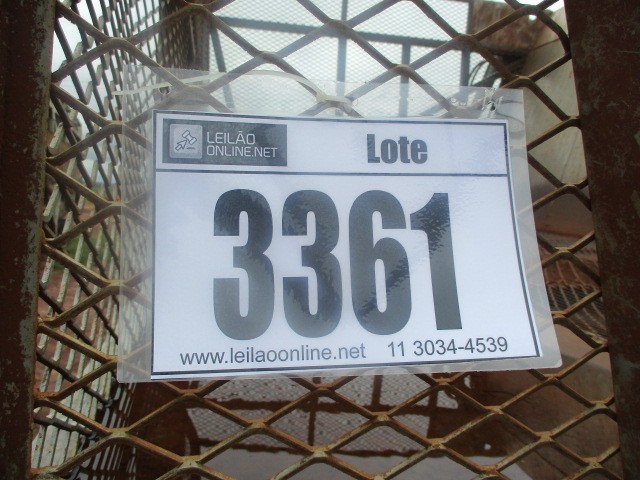 LEILÃO
ONLINE.NET
Lote
3361
www.leilaoonline.net 11 3034-4539